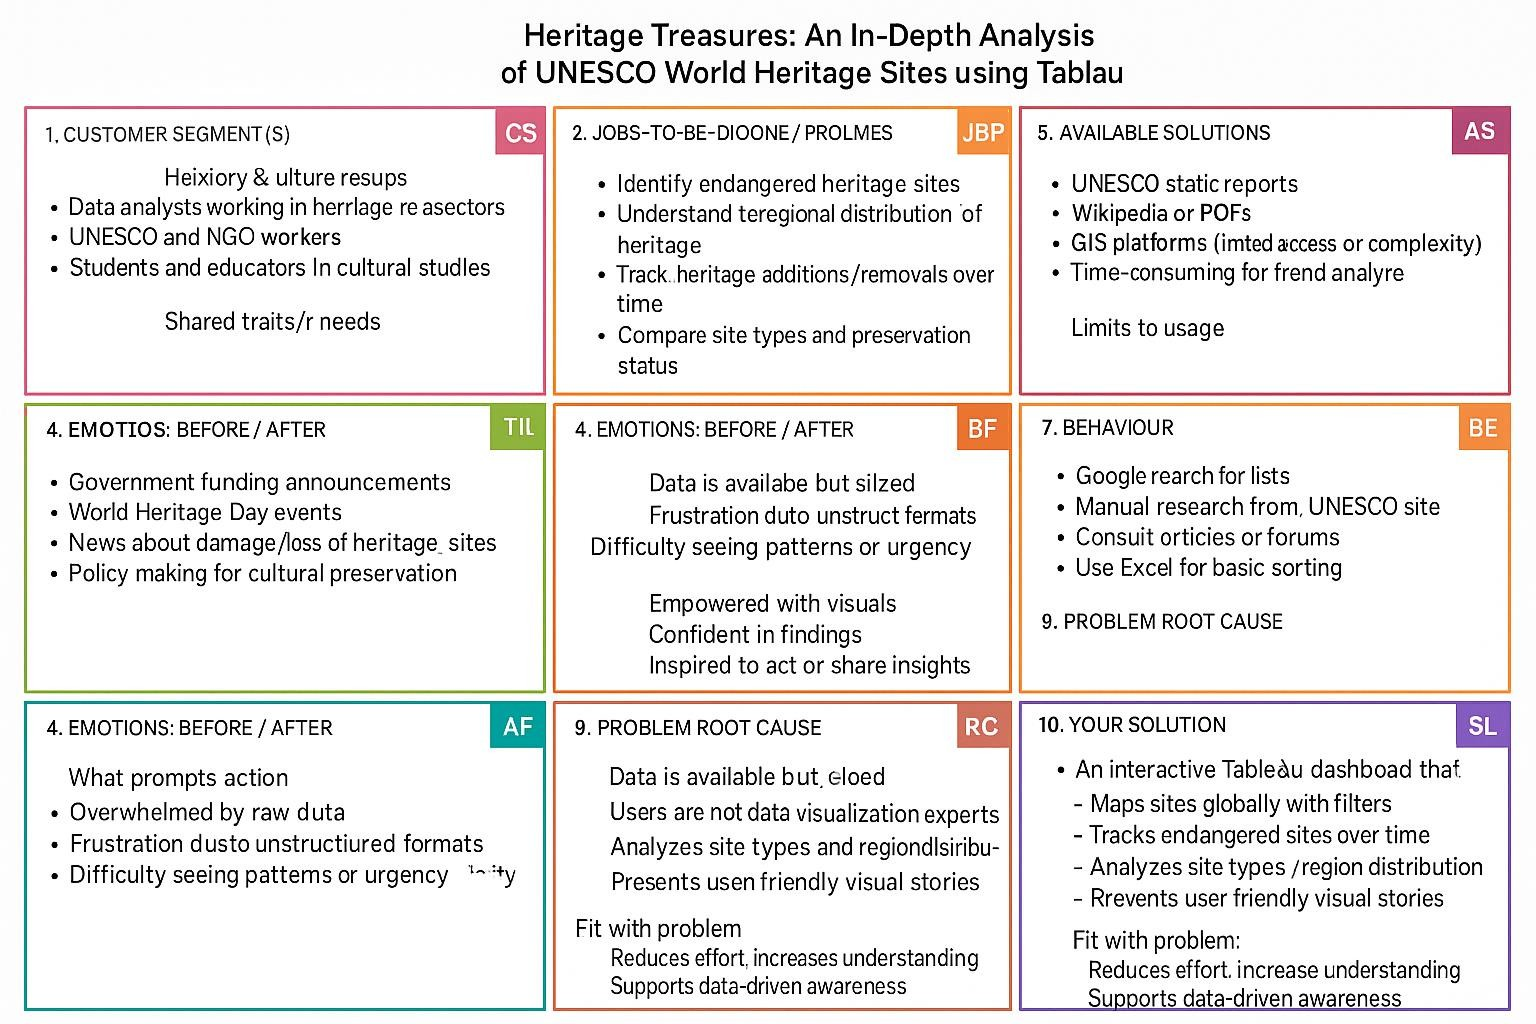 Heritage Treasures: An In-Depth Analysis
of UNESCO World Heritage Sites using Tablau
1. CUSTOMER SEGMENT(S)
CS
Heixiory & ulture resups
• Data analysts working in herrlage re asectors
• UNESCO and NGO workers
• Students and educators In cultural studles
Shared traits/r needs
2. JOBS-TO-BE-DIOONE / PROLMES
JBP
• Identify endangered heritage sites
• Understand teregional distribution of
heritage
• Track..heritage additions/removals over
time
• Compare site types and preservation
status
5. AVAILABLE SOLUTIONS
AS
• UNESCO static reports
• Wikipedia or POFs
• GIS platforms (imted access or complexity)
• Time-consuming for frend analyre
Limits to usage
4. EMOTIOS: BEFORE / AFTER
TIL
• Government funding announcements
• World Heritage Day events
• News about damage/loss of heritage_ sites
• Policy making for cultural preservation
4. EMOTIONS: BEFORE / AFTER
BF
Data is availabe but silzed
Frustration duto unstruct fermats
Difficulty seeing patterns or urgency
Empowered with visuals
Confident in findings
Inspired to act or share insights
7. BEHAVIOUR
BE
• Google rearch for lists
• Manual research from, UNESCO site
• Consuit orticies or forums
• Use Excel for basic sorting
9. PROBLEM ROOT CAUSE
4. EMOTIONS: BEFORE / AFTER
AF
What prompts action
• Overwhelmed by raw duta
• Frustration dusto unstructiured formats
• Difficulty seeing pattems or urgency
9. PROBLEM ROOT CAUSE
RC
Data is available but, eloed
Users are not data visualization experts
Analyzes site types and regiondlsiribu-
Presents usen friendly visual stories
Fit with problem
Reduces effort, increases understanding
Supports data-driven awareness
10. YOUR SOLUTION
SL
• An interactive Tableàu dashboad that
- Maps sites globally with filters
- Tracks endangered sites over time
- Analyzes site types /region distribution
- Rrevents user friendly visual stories
Fit with problem:
Reduces effort. increase understanding
Supports data-driven awareness